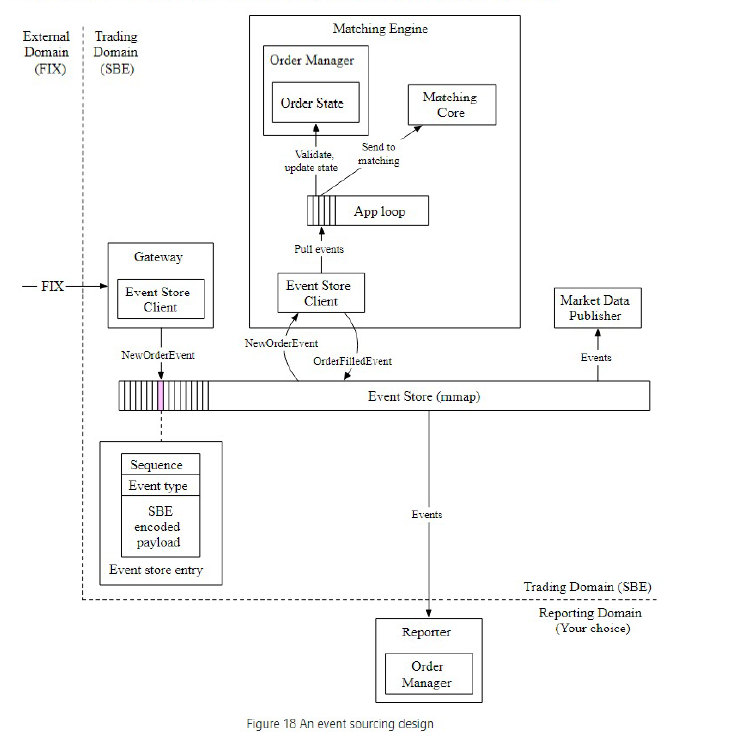 External
Domain
(FIX)
Trading
Domain
(SBE)
Matching Engine
Order Manager
Order State
Matching
Core
Validate,
update state
Send to
matching
App loop
Pull events
Gateway
Event Store
Client
FIX
Event Store
Client
Market Data
Publisher
NewOrderEvent
NewOrderEvent
OrderFilledEvent
Events
Event Store (mmap)
Sequence
Event type
SBE
encoded
payload
Event store entry
Events
Trading Domain (SBE)
Reporting Domain
(Your choice)
Reporter
Order
Manager
Figure 18 An event sourcing design